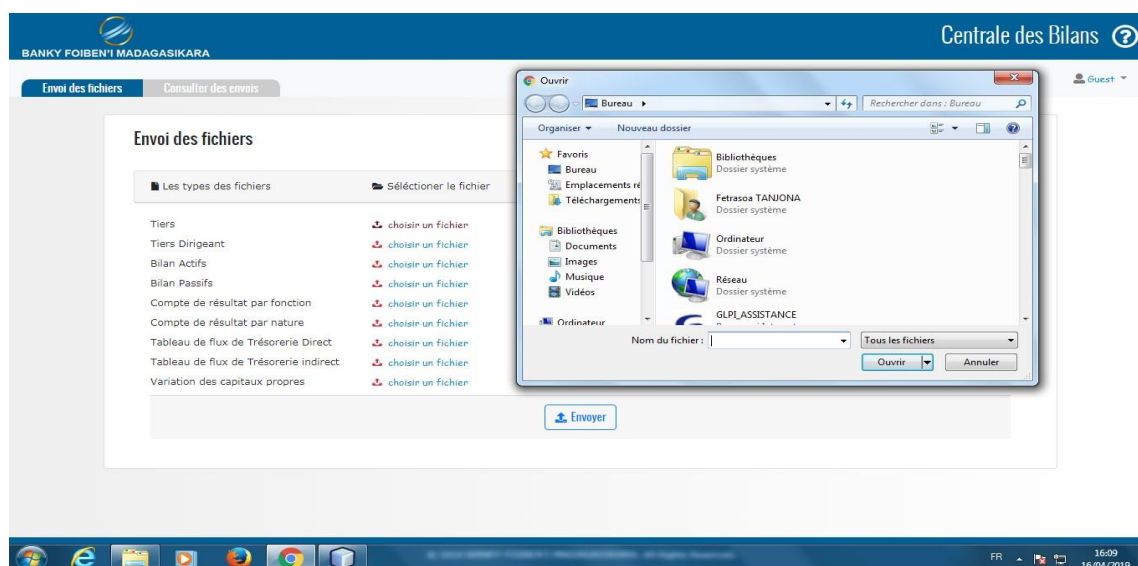 BANKY FOIBEN'I MADAGASIKARA
Centrale des Bilans ?
Envoi des fichiers
Consulter des envois
Guest
Envoi des fichiers
Les types des fichiers
Séléctioner le fichier
Tiers choisir un fichier
Tiers Dirigeant choisir un fichier
Bilan Actifs choisir un fichier
Bilan Passifs choisir un fichier
Compte de résultat par fonction choisir un fichier
Compte de résultat par nature choisir un fichier
Tableau de flux de Trésorerie Direct choisir un fichier
Tableau de flux de Trésorerie indirect choisir un fichier
Variation des capitaux propres choisir un fichier
Envoyer
Ouvrir
Bureau
Rechercher dans : Bureau
Organiser Nouveau dossier
Favoris
Bureau
Emplacements ré
Téléchargements
Bibliothèques
Documents
Images
Musique
Vidéos
Ordinateur
Bibliothèques
Dossier système
Fetrasoa TANJONA
Dossier système
Ordinateur
Dossier système
Réseau
Dossier système
GLPI_ASSISTANCE
Nom du fichier :
Tous les fichiers
Ouvrir
Annuler
FR
16:09
16/04/2019